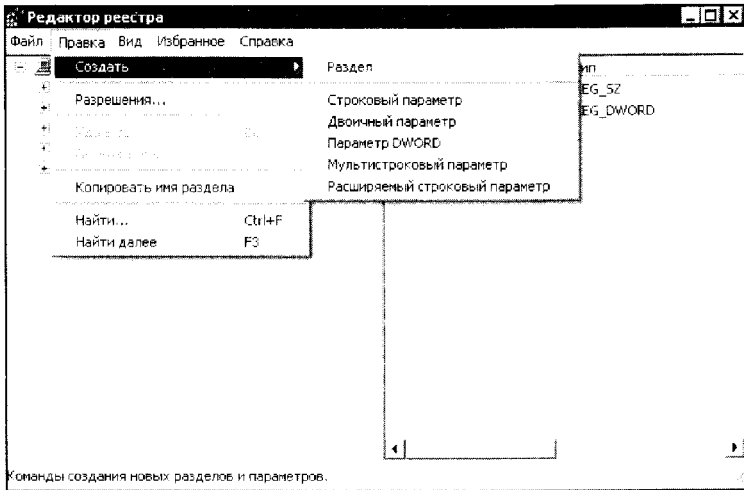 Редактор реестра
Файл Правка Вид Избранное Справка
Создать
Раздел
ип
Разрешения...
Строковый параметр
EG_SZ
Двоичный параметр
EG_DWORD
Параметр DWORD
Мультистроковый параметр
Копировать имя раздела
Расширяемый строковый параметр
Найти... Ctrl+F
Найти далее F3
Команды создания новых разделов и параметров.